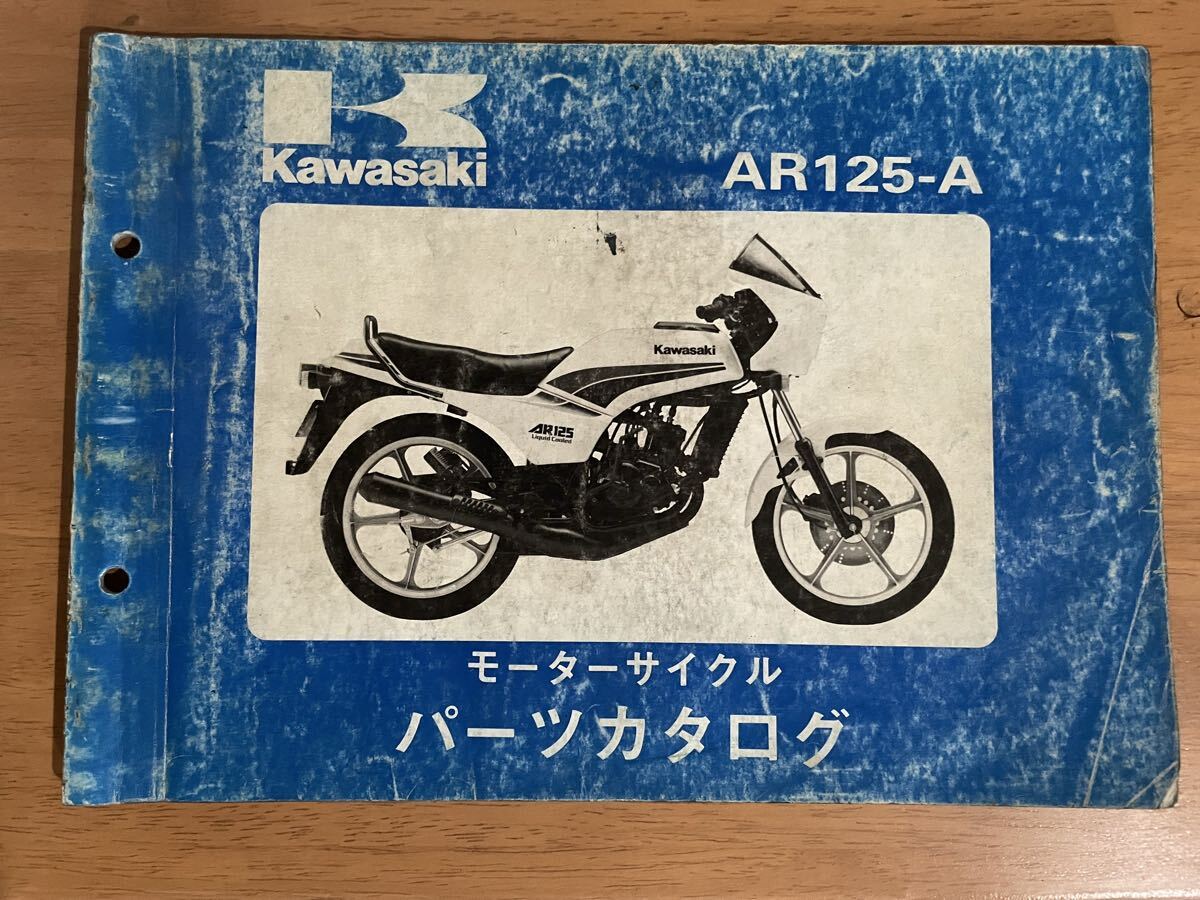 Kawasaki
AR125-A
Kawasaki
AR125
Liquid Cooled
モーターサイクル
パーツカタログ